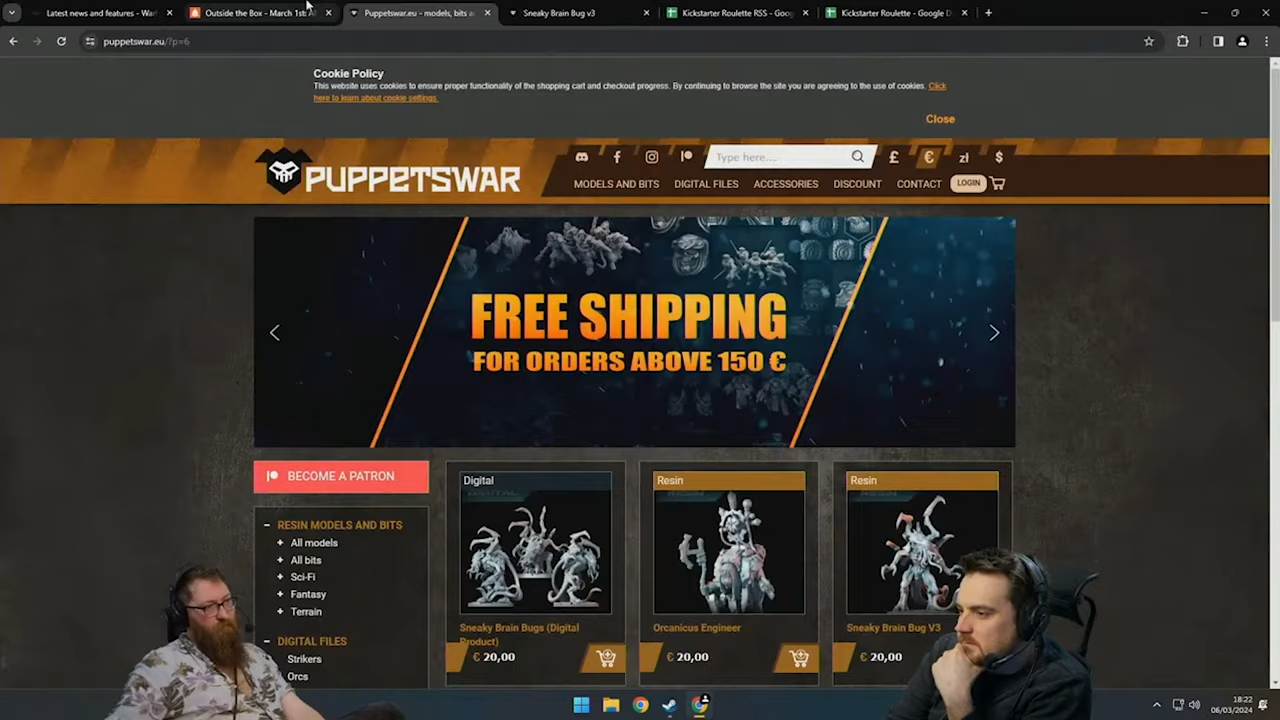 Latest news and features - War
Outside the Box - March 1st
Puppetswar.eu - models, bits a
Sneaky Brain Bug v3
Kickstarter Roulette RSS - Goog
Kickstarter Roulette - Google D
puppetswar.eu/?p=6
Cookie Policy
This website uses cookies to ensure proper functionality of the shopping cart and checkout progress. By continuing to browse the site you are agreeing to the use of cookies. Click
here to learn about cookie settings.
Close
PUPPETSWAR
Type here...
£ € zł $
MODELS AND BITS DIGITAL FILES ACCESSORIES DISCOUNT CONTACT LOGIN
FREE SHIPPING
FOR ORDERS ABOVE 150 €
BECOME A PATRON
RESIN MODELS AND BITS
All models
All bits
Sci-Fi
Fantasy
Terrain
DIGITAL FILES
Strikers
Orcs
Digital
Sneaky Brain Bugs (Digital
Product)
€ 20,00
Resin
Orcanicus Engineer
€ 20,00
Resin
Sneaky Brain Bug V3
€ 20,00
18:22
06/03/2024